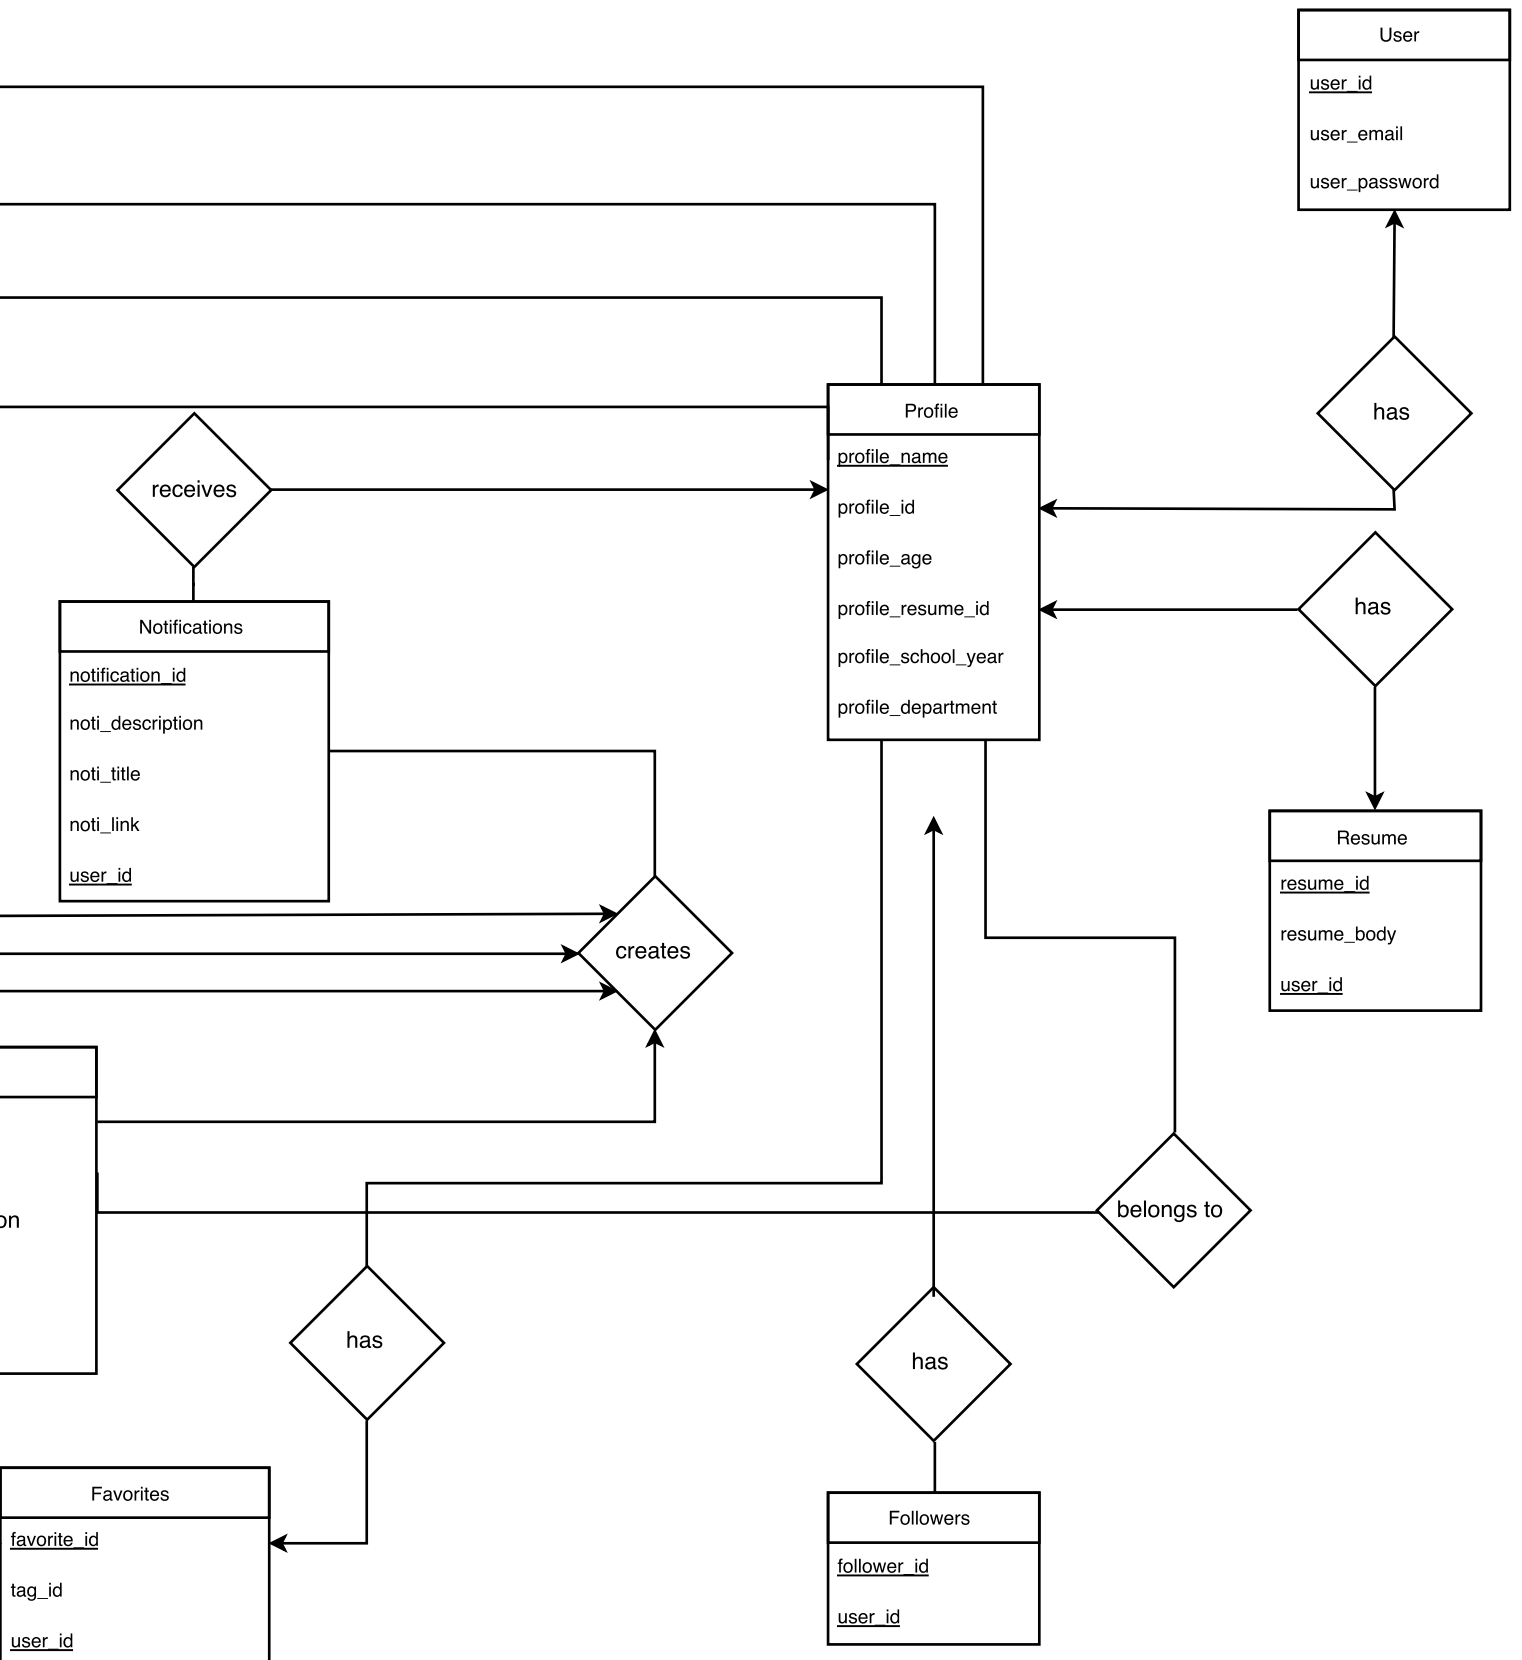 User
user_id
user_email
user_password
has
Profile
profile_name
profile_id
profile_age
profile_resume_id
profile_school_year
profile_department
receives
has
Notifications
notification_id
noti_description
noti_title
noti_link
user_id
Resume
resume_id
resume_body
user_id
creates
on
belongs to
has
has
Favorites
favorite_id
tag_id
user_id
Followers
follower_id
user_id